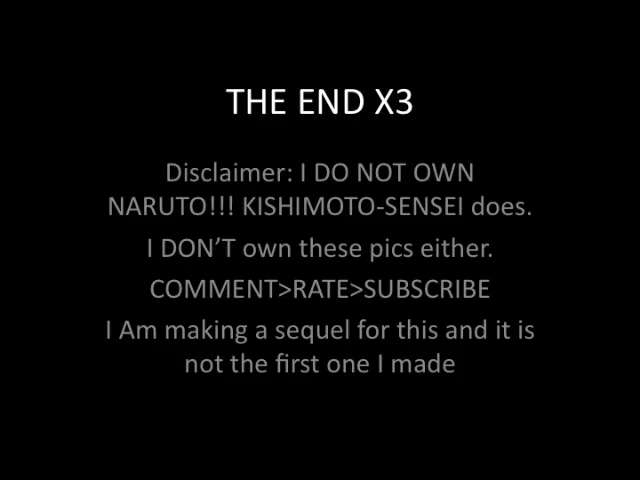 THE END X3
Disclaimer: I DO NOT OWN
NARUTO!!! KISHIMOTO-SENSEI does.
I DON’T own these pics either.
COMMENT>RATE>SUBSCRIBE
I Am making a sequel for this and it is
not the first one I made